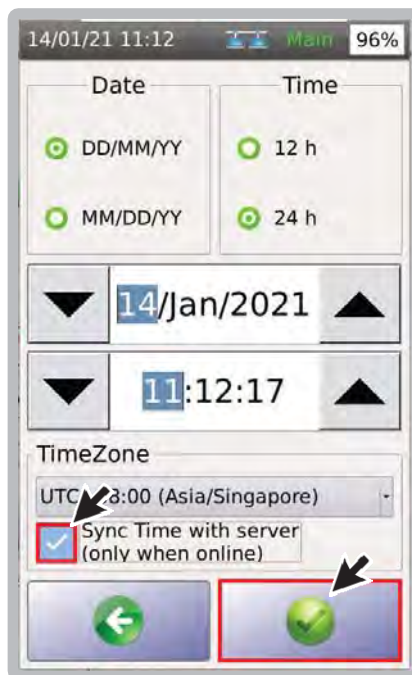 14/01/21 11:12 Main 96%
Date Time
DD/MM/YY 12 h
MM/DD/YY 24 h
14/Jan/2021
11:12:17
TimeZone
:00 (Asia/Singapore)
Sync Time with server
(only when online)